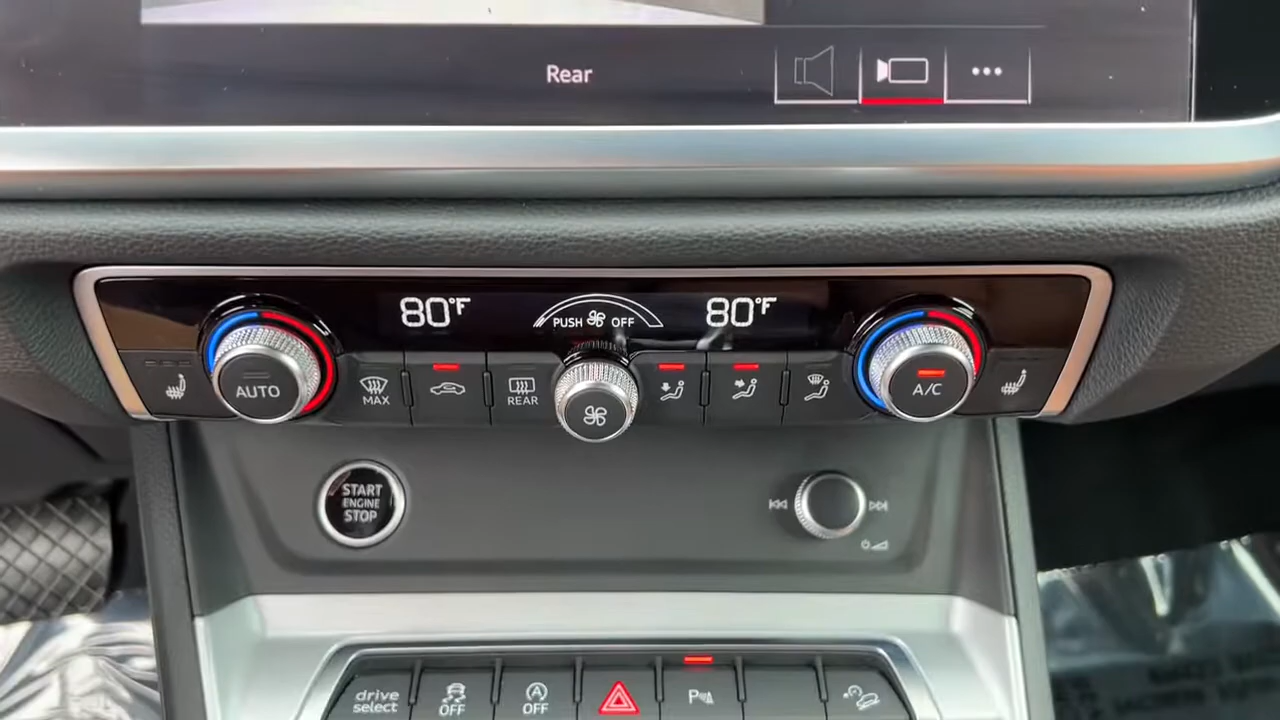 Rear
80°F
PUSH OFF
80°F
AUTO
MAX
REAR
A/C
START
ENGINE
STOP
drive
select
OFF
A
OFF
P